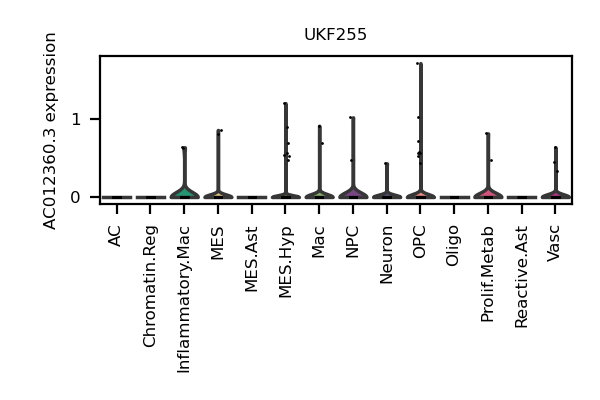 UKF255
AC012360.3 expression
1
0
AC
Chromatin.Reg
Inflammatory.Mac
MES
MES.Ast
MES.Hyp
Mac
NPC
Neuron
OPC
Oligo
Prolif.Metab
Reactive.Ast
Vasc